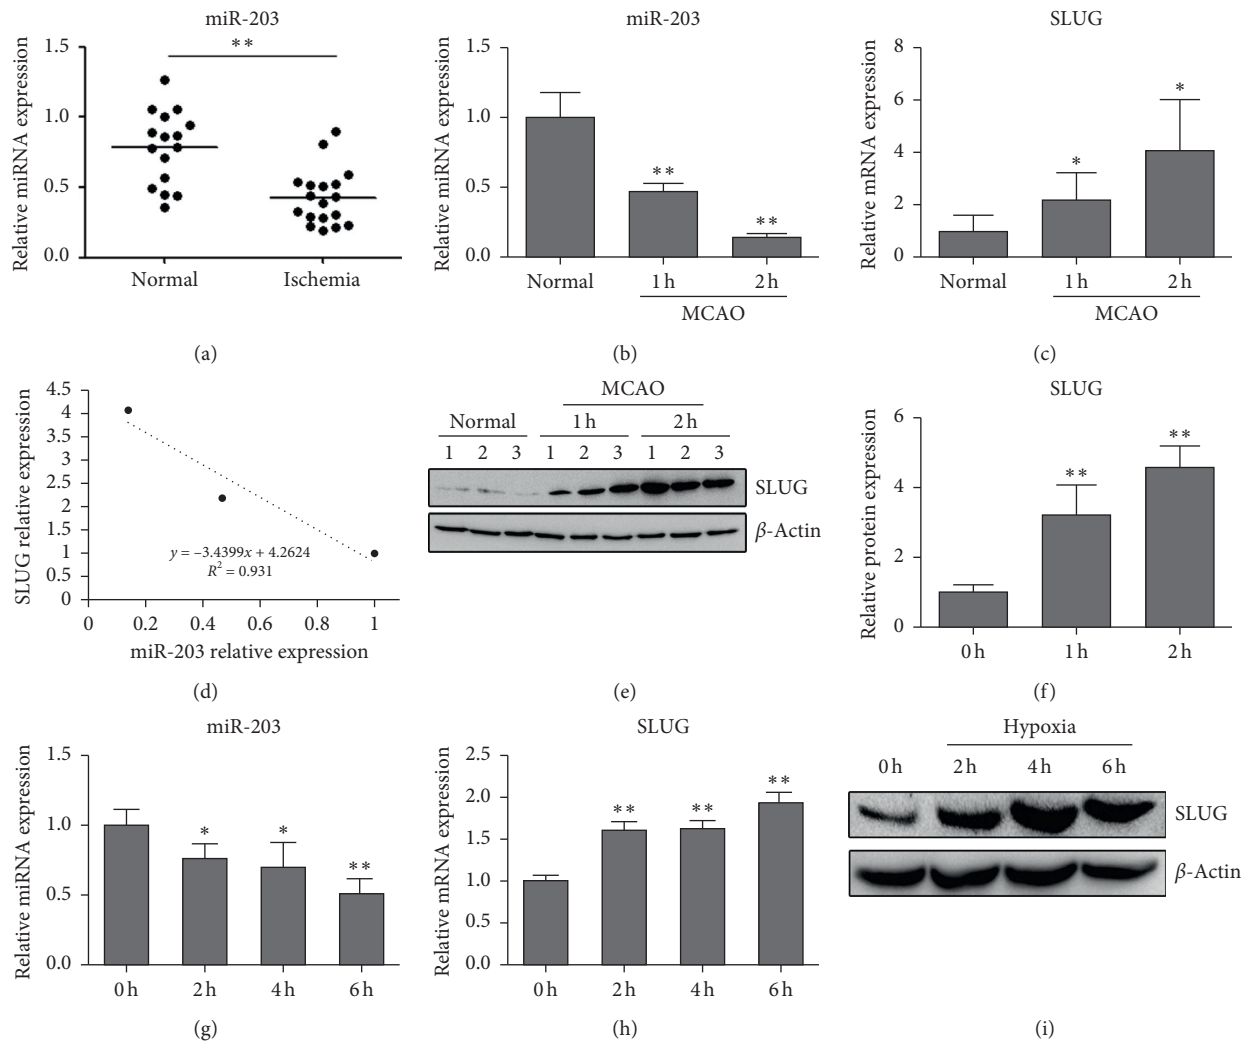 miR-203
Relative miRNA expression
1.5
1.0
0.5
0.0
**
Normal
Ischemia
(a)
miR-203
Relative miRNA expression
1.5
1.0
0.5
0.0
**
**
Normal
1 h
2 h
MCAO
(b)
SLUG
Relative mRNA expression
8
6
4
2
0
*
*
Normal
1 h
2 h
MCAO
(c)
SLUG relative expression
4.5
4
3.5
3
2.5
2
1.5
1
0.5
0
y = −3.4399x + 4.2624
R² = 0.931
0 0.2 0.4 0.6 0.8 1
miR-203 relative expression
(d)
MCAO
Normal 1 h 2 h
1 2 3 1 2 3 1 2 3
SLUG
β-Actin
(e)
SLUG
Relative protein expression
6
4
2
0
**
**
0 h 1 h 2 h
(f)
miR-203
Relative miRNA expression
1.5
1.0
0.5
0.0
* * **
0 h 2 h 4 h 6 h
(g)
SLUG
Relative mRNA expression
2.5
2.0
1.5
1.0
0.5
0.0
** ** **
0 h 2 h 4 h 6 h
(h)
Hypoxia
0 h 2 h 4 h 6 h
SLUG
β-Actin
(i)